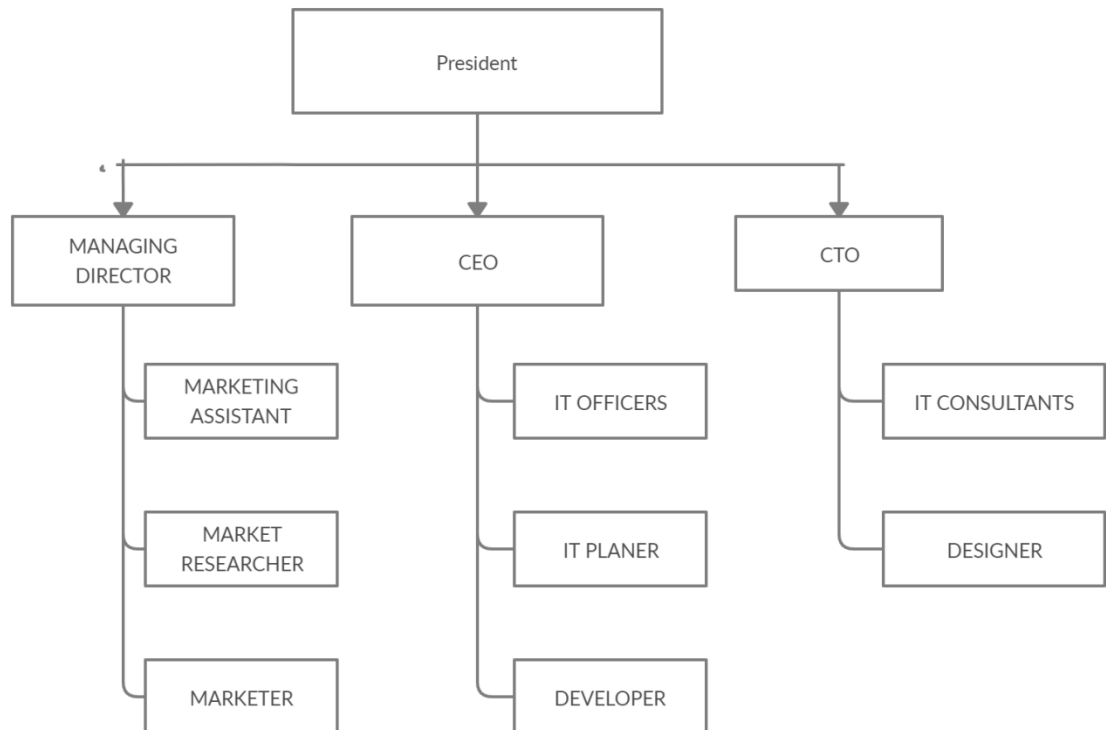 President
MANAGING
DIRECTOR
CEO
CTO
MARKETING
ASSISTANT
IT OFFICERS
IT CONSULTANTS
MARKET
RESEARCHER
IT PLANER
DESIGNER
MARKETER
DEVELOPER